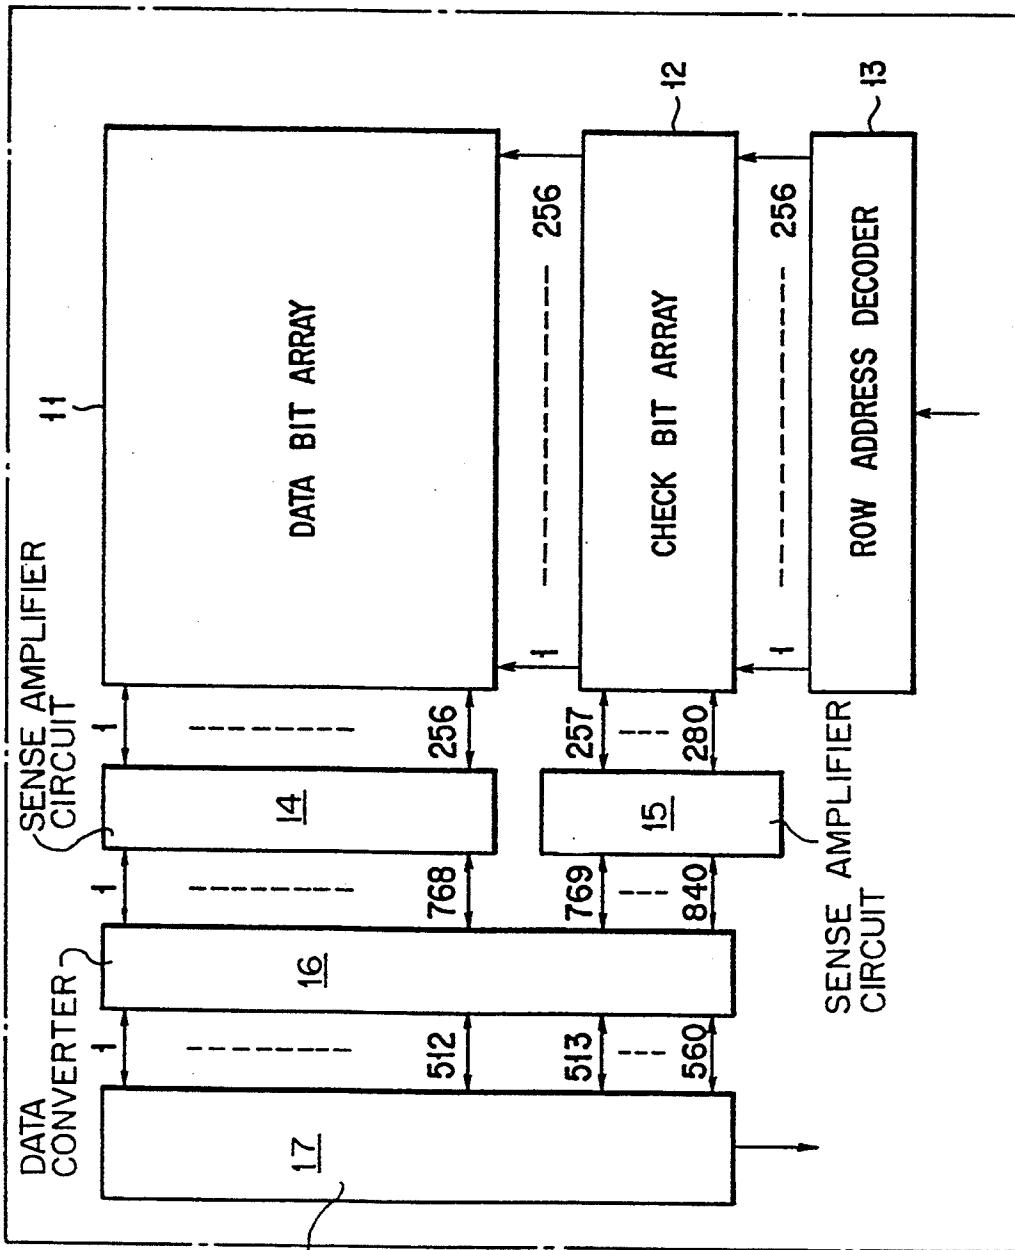 11
DATA BIT ARRAY
256
1
CHECK BIT ARRAY
12
256
1
ROW ADDRESS DECODER
13
SENSE AMPLIFIER
CIRCUIT
1
256
257
280
14
15
1
768
769
840
SENSE AMPLIFIER
CIRCUIT
DATA
CONVERTER
16
1
512
513
560
17